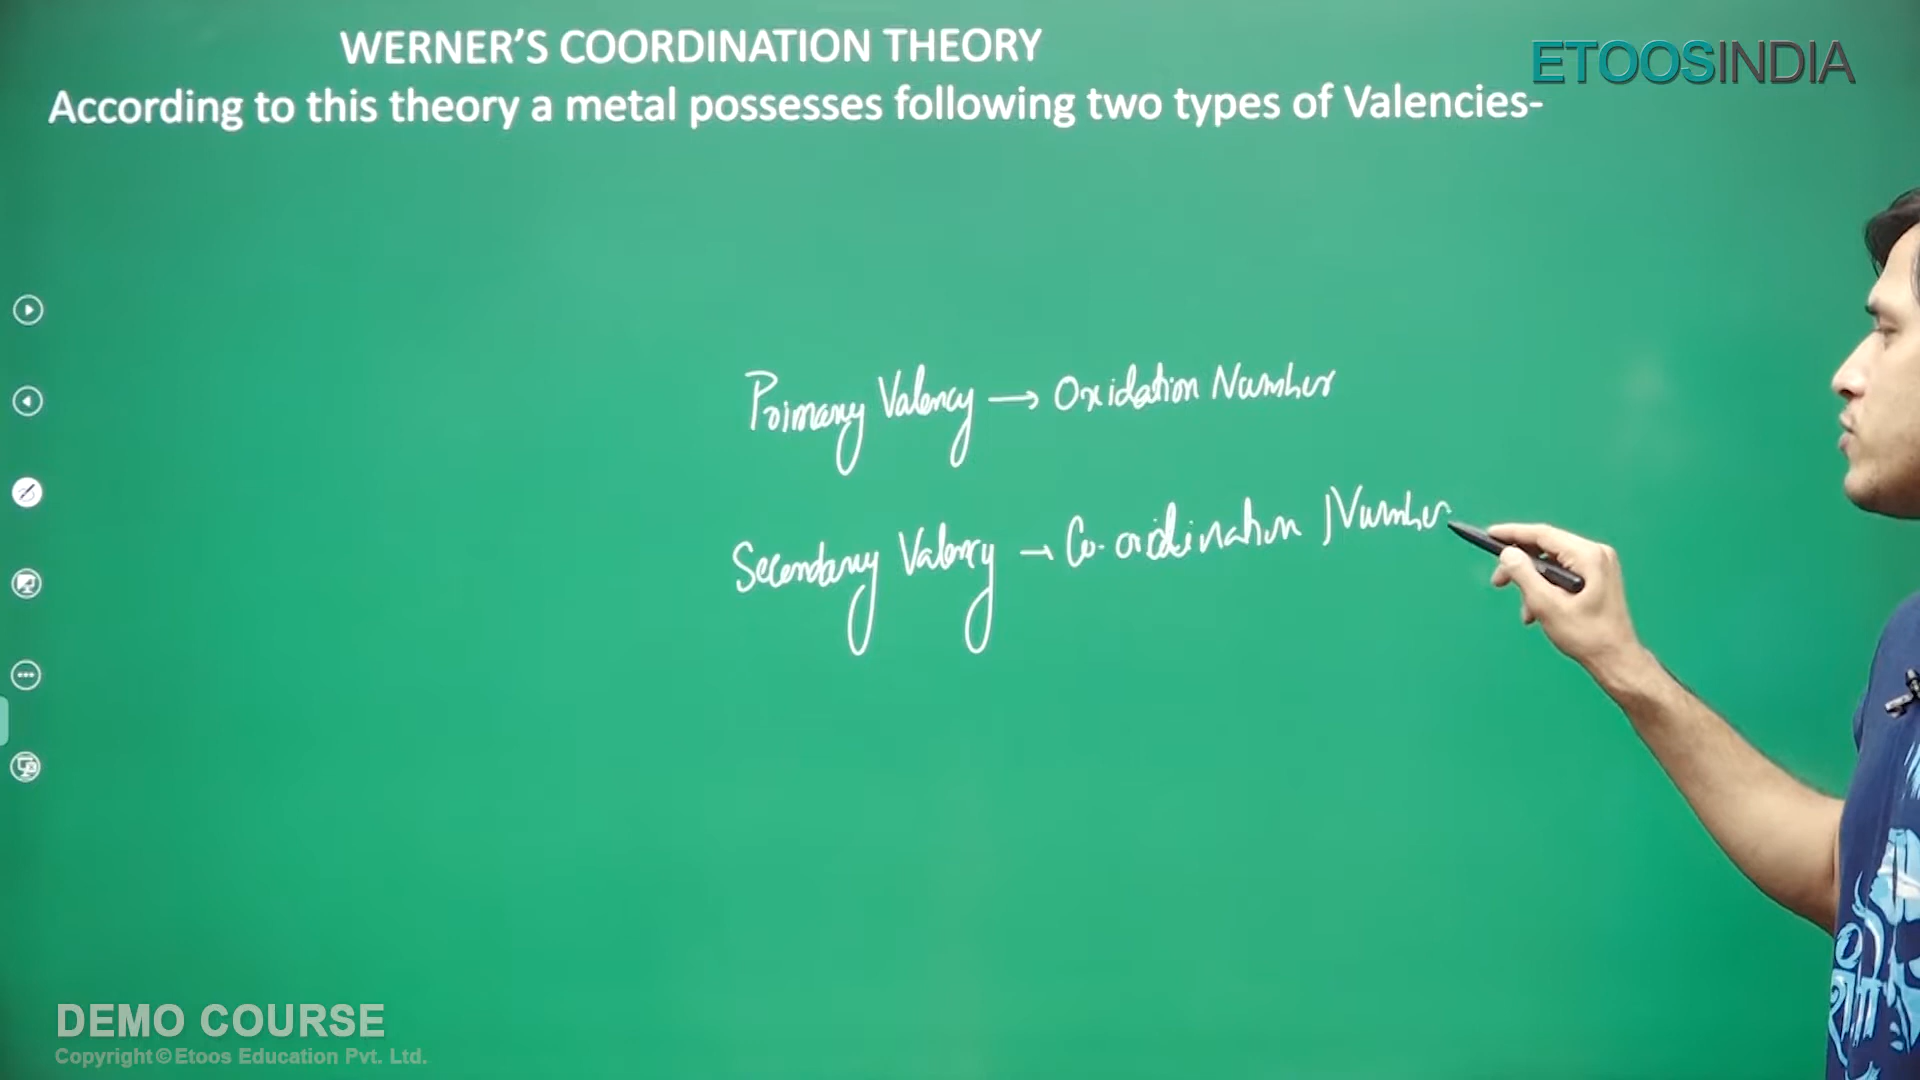 WERNER’S COORDINATION THEORY
ETOOSINDIA
According to this theory a metal possesses following two types of Valencies-
Primary Valency → Oxidation Number
Secondary Valency → Co-ordination Number
DEMO COURSE
Copyright © Etoos Education Pvt. Ltd.